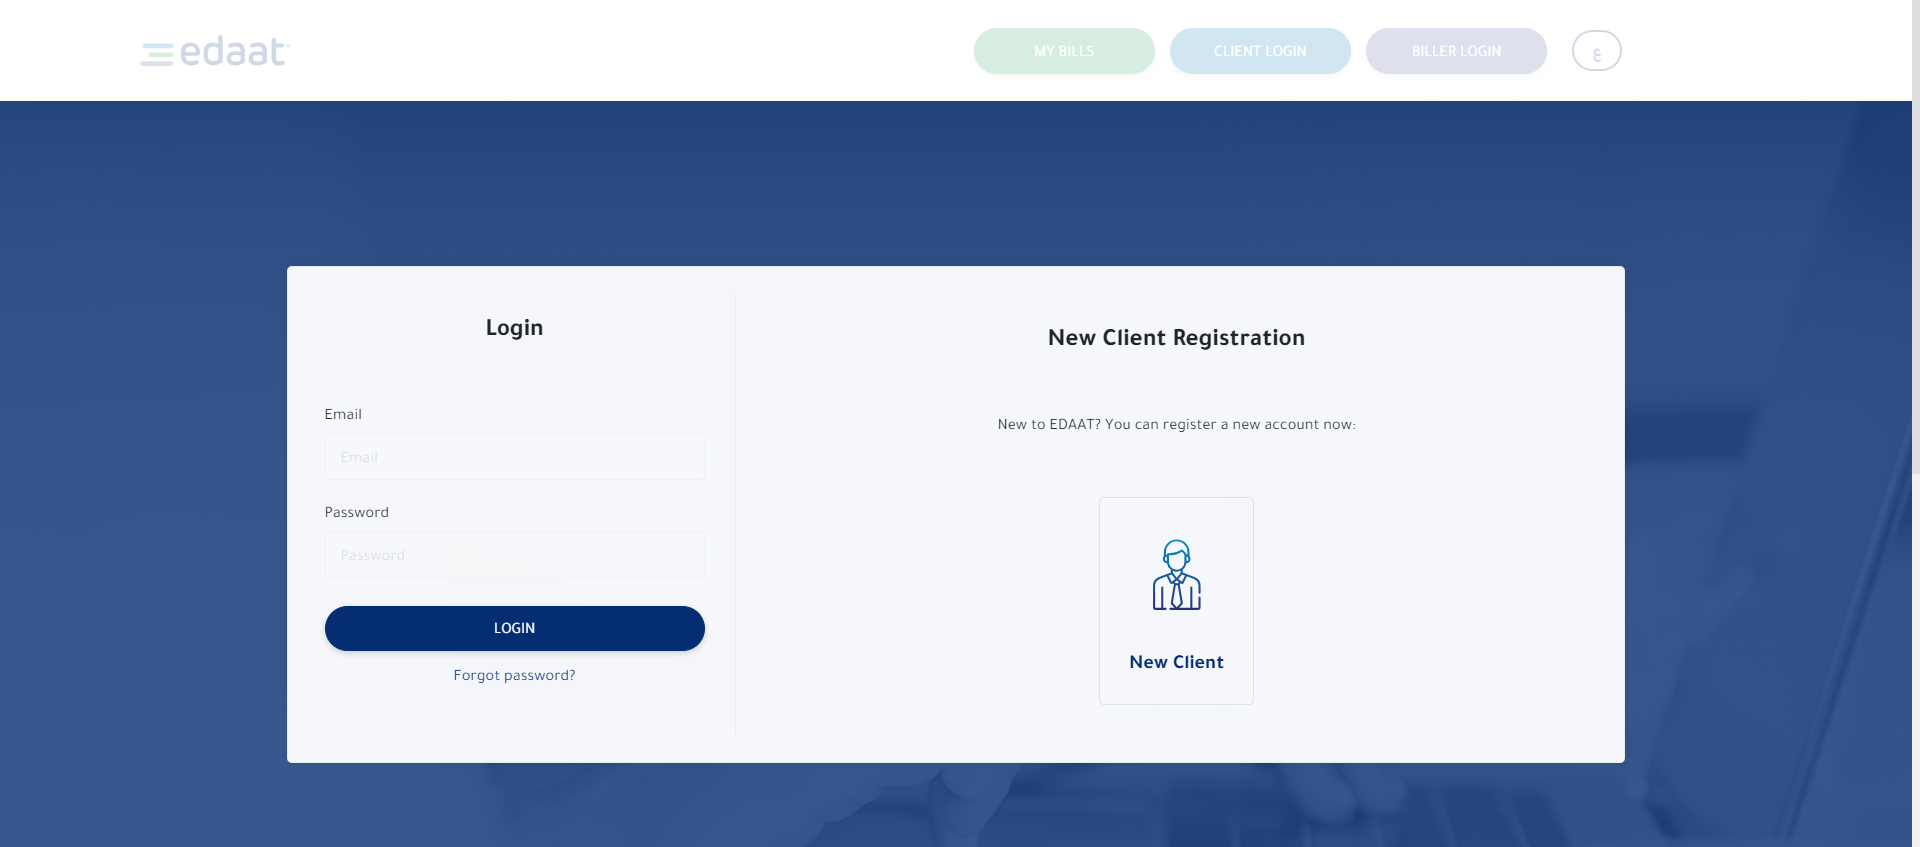 edaat
MY BILLS
CLIENT LOGIN
BILLER LOGIN
ع
Login
Email
Email
Password
Password
LOGIN
Forgot password?
New Client Registration
New to EDAAT? You can register a new account now:
New Client